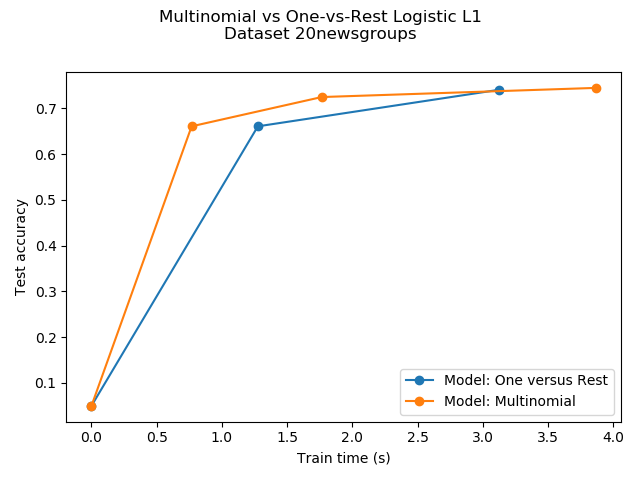 Multinomial vs One-vs-Rest Logistic L1
Dataset 20newsgroups
0.7
0.6
0.5
0.4
0.3
0.2
0.1
Test accuracy
Model: One versus Rest
Model: Multinomial
0.0 0.5 1.0 1.5 2.0 2.5 3.0 3.5 4.0
Train time (s)